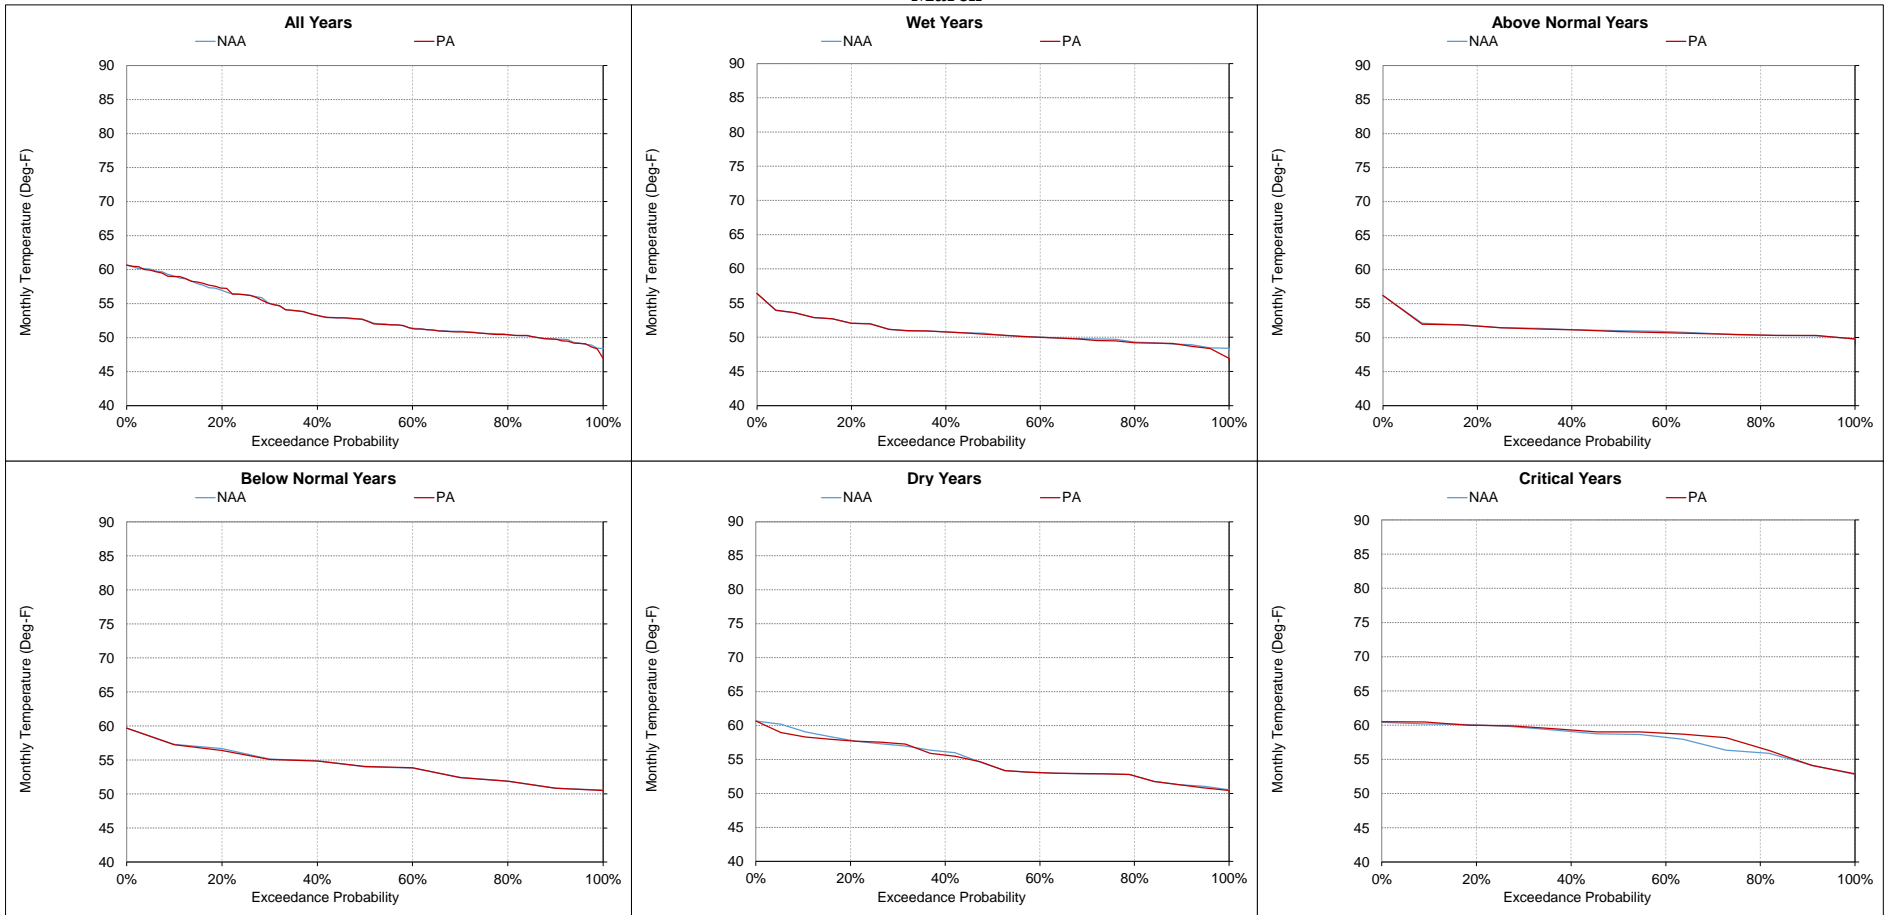 All Years
NAA PA
90
85
80
75
70
65
60
55
50
45
40
0% 20% 40% 60% 80% 100%
Monthly Temperature (Deg-F)
Exceedance Probability
Wet Years
NAA PA
90
85
80
75
70
65
60
55
50
45
40
0% 20% 40% 60% 80% 100%
Monthly Temperature (Deg-F)
Exceedance Probability
Above Normal Years
NAA PA
90
85
80
75
70
65
60
55
50
45
40
0% 20% 40% 60% 80% 100%
Monthly Temperature (Deg-F)
Exceedance Probability
Below Normal Years
NAA PA
90
85
80
75
70
65
60
55
50
45
40
0% 20% 40% 60% 80% 100%
Monthly Temperature (Deg-F)
Exceedance Probability
Dry Years
NAA PA
90
85
80
75
70
65
60
55
50
45
40
0% 20% 40% 60% 80% 100%
Monthly Temperature (Deg-F)
Exceedance Probability
Critical Years
NAA PA
90
85
80
75
70
65
60
55
50
45
40
0% 20% 40% 60% 80% 100%
Monthly Temperature (Deg-F)
Exceedance Probability